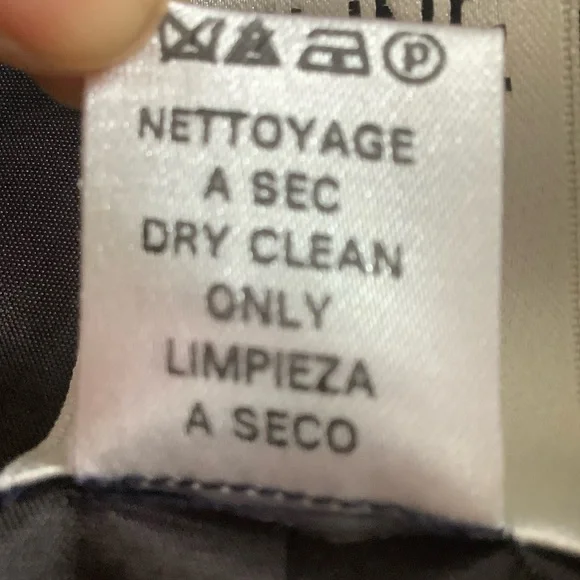 P
NETTOYAGE
A SEC
DRY CLEAN
ONLY
LIMPIEZA
A SECO